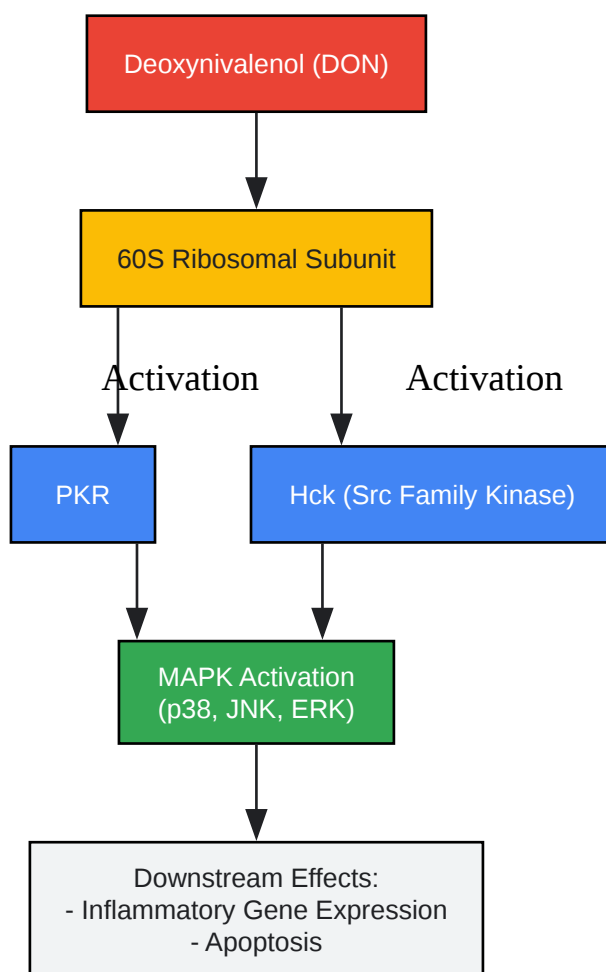 Deoxynivalenol (DON)
60S Ribosomal Subunit
Activation
Activation
PKR
Hck (Src Family Kinase)
MAPK Activation
(p38, JNK, ERK)
Downstream Effects:
- Inflammatory Gene Expression
- Apoptosis